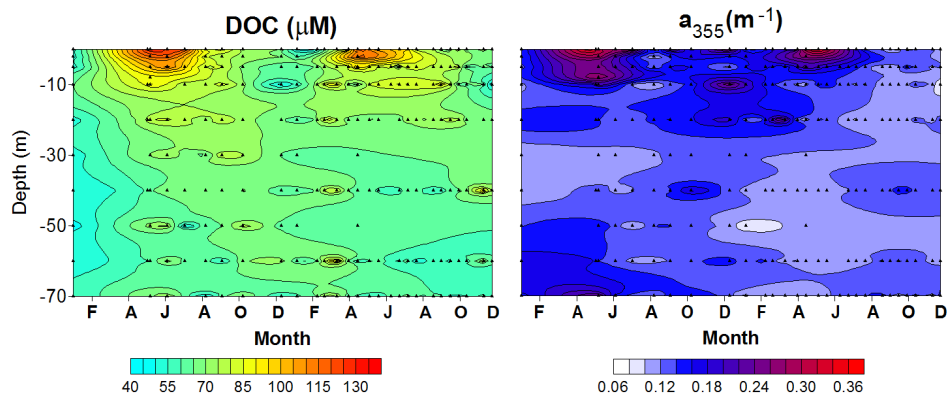 DOC (μM)
a355(m-1)
-10
-30
-50
-70
Depth (m)
F A J A O D F A J A O D
F A J A O D F A J A O D
Month
Month
40 55 70 85 100 115 130
0.06 0.12 0.18 0.24 0.30 0.36